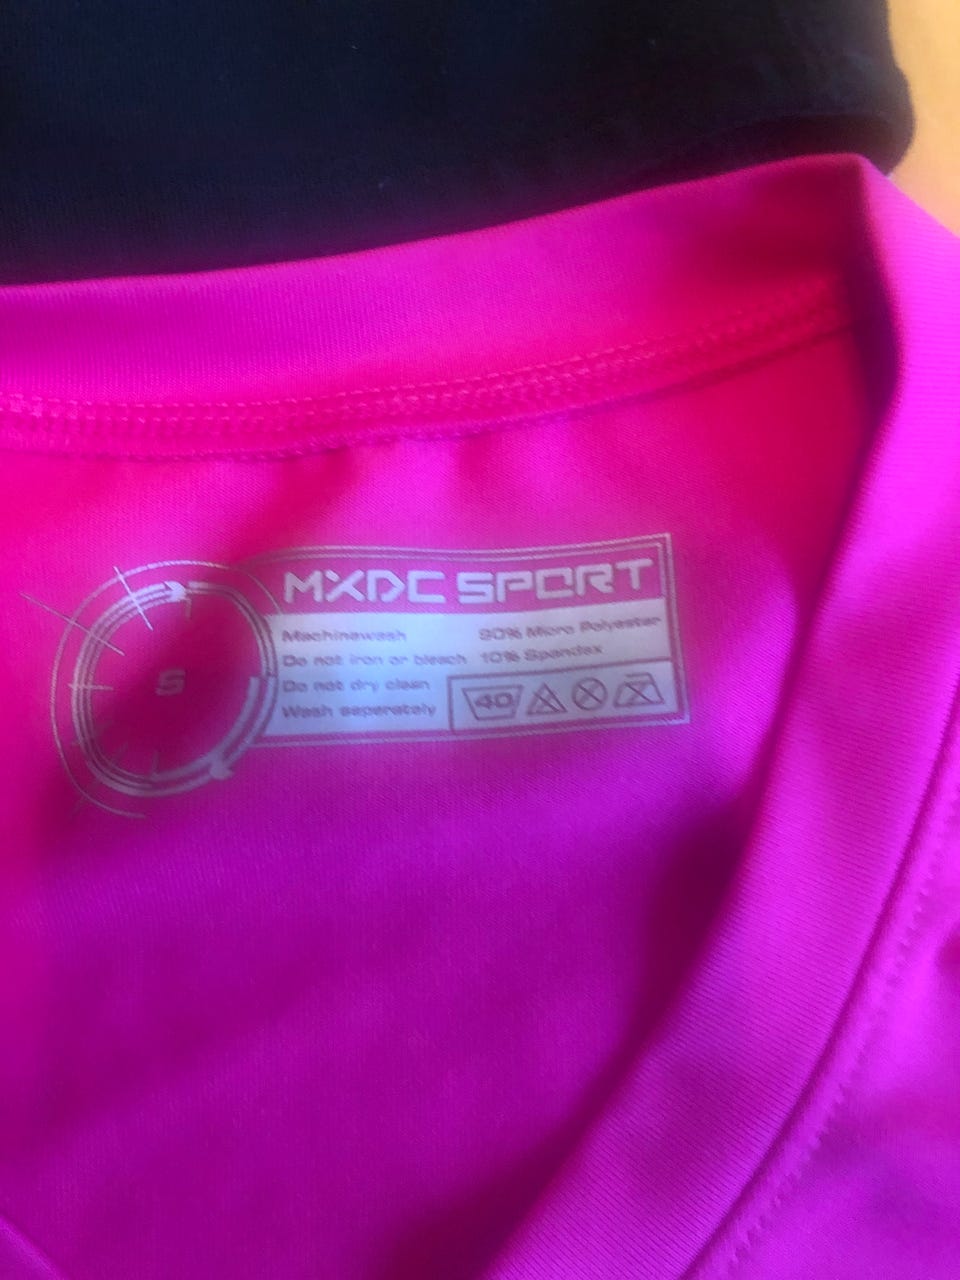 MXDC SPORT
Machinewash
Do not iron or bleach
Do not dry clean
Wash seperately
90% Micro Polyester
10% Spandex
40
S